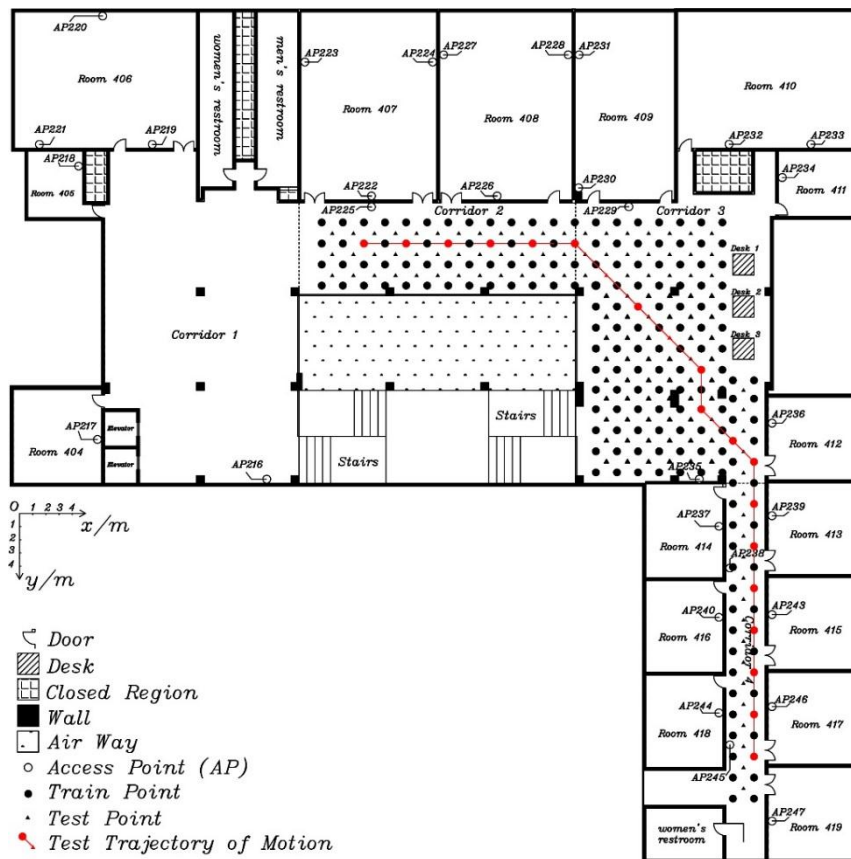 AP220
AP223
AP224
AP227
AP228
AP231
women's restroom
men's restroom
Room 406
Room 407
Room 408
Room 409
Room 410
AP221
AP219
AP232
AP233
AP218
AP234
Room 405
AP222
AP226
AP230
Room 411
AP225
Corridor 2
AP229
Corridor 3
Desk 1
Desk 2
Corridor 1
Desk 3
AP217
Elevator
Stairs
AP236
Room 412
Room 404
Elevator
Stairs
AP216
AP235
O 1 2 3 4
x/m
1
2
3
4
y/m
AP237
AP239
Room 414
Room 413
AP238
AP240
AP243
Room 416
Room 415
Corridor 4
AP244
AP246
Room 418
Room 417
AP245
women's
restroom
AP247
Room 419
Door
Desk
Closed Region
Wall
Air Way
Access Point (AP)
Train Point
Test Point
Test Trajectory of Motion